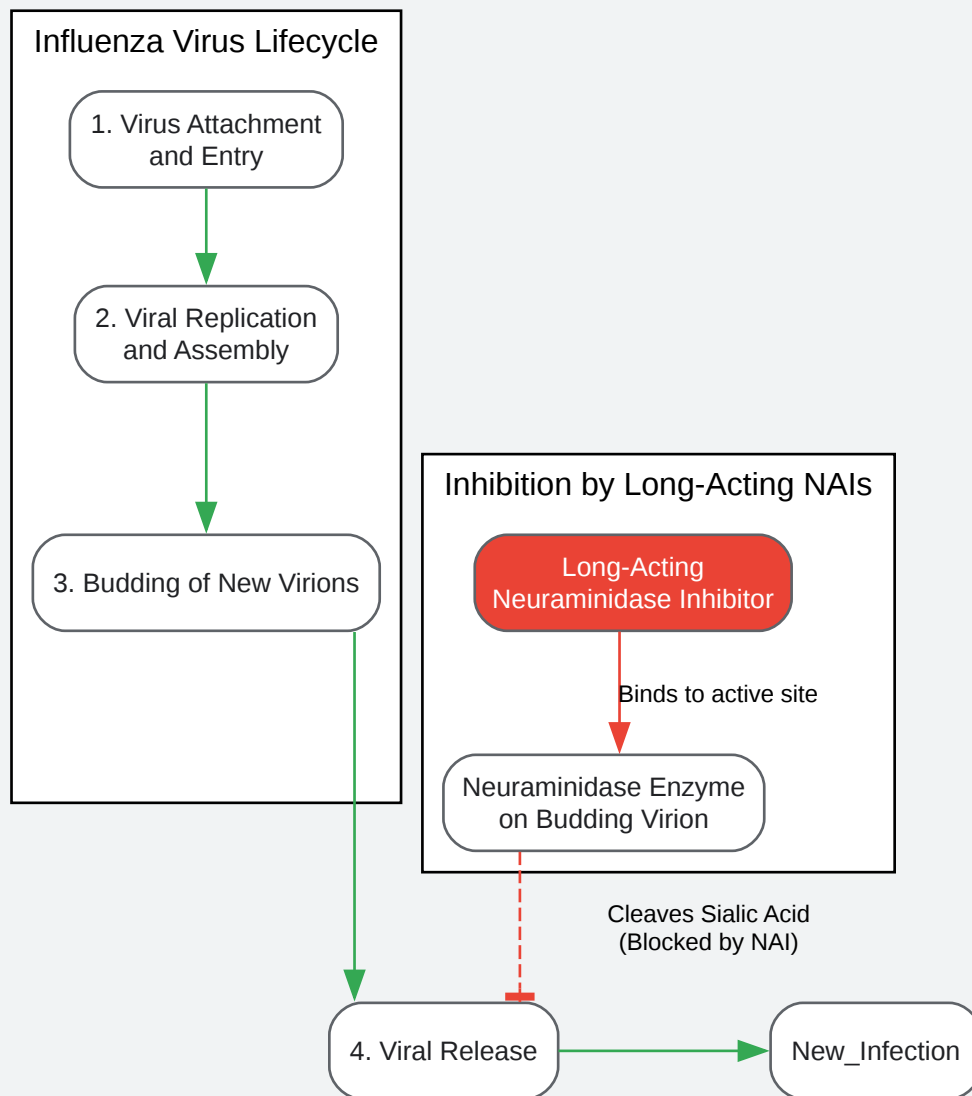 Influenza Virus Lifecycle
1. Virus Attachment
and Entry
2. Viral Replication
and Assembly
3. Budding of New Virions
Inhibition by Long-Acting NAIs
Long-Acting
Neuraminidase Inhibitor
Binds to active site
Neuraminidase Enzyme
on Budding Virion
Cleaves Sialic Acid
(Blocked by NAI)
4. Viral Release
New_Infection